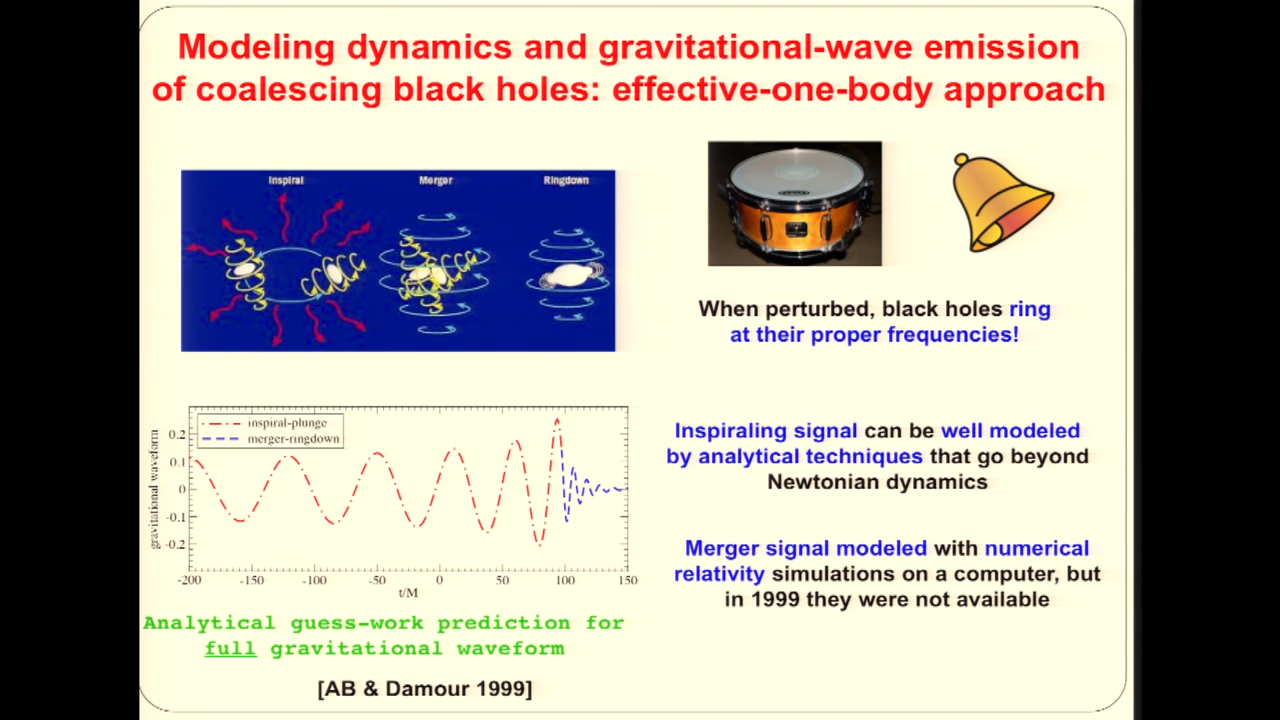 Modeling dynamics and gravitational-wave emission
of coalescing black holes: effective-one-body approach
Inspiral
Merger
Ringdown
When perturbed, black holes ring
at their proper frequencies!
inspiral-plunge
merger-ringdown
gravitational waveform
0.2
0.1
0
-0.1
-0.2
-200
-150
-100
-50
0
50
100
150
t/M
Inspiraling signal can be well modeled
by analytical techniques that go beyond
Newtonian dynamics
Merger signal modeled with numerical
relativity simulations on a computer, but
in 1999 they were not available
Analytical guess-work prediction for
full gravitational waveform
[AB & Damour 1999]